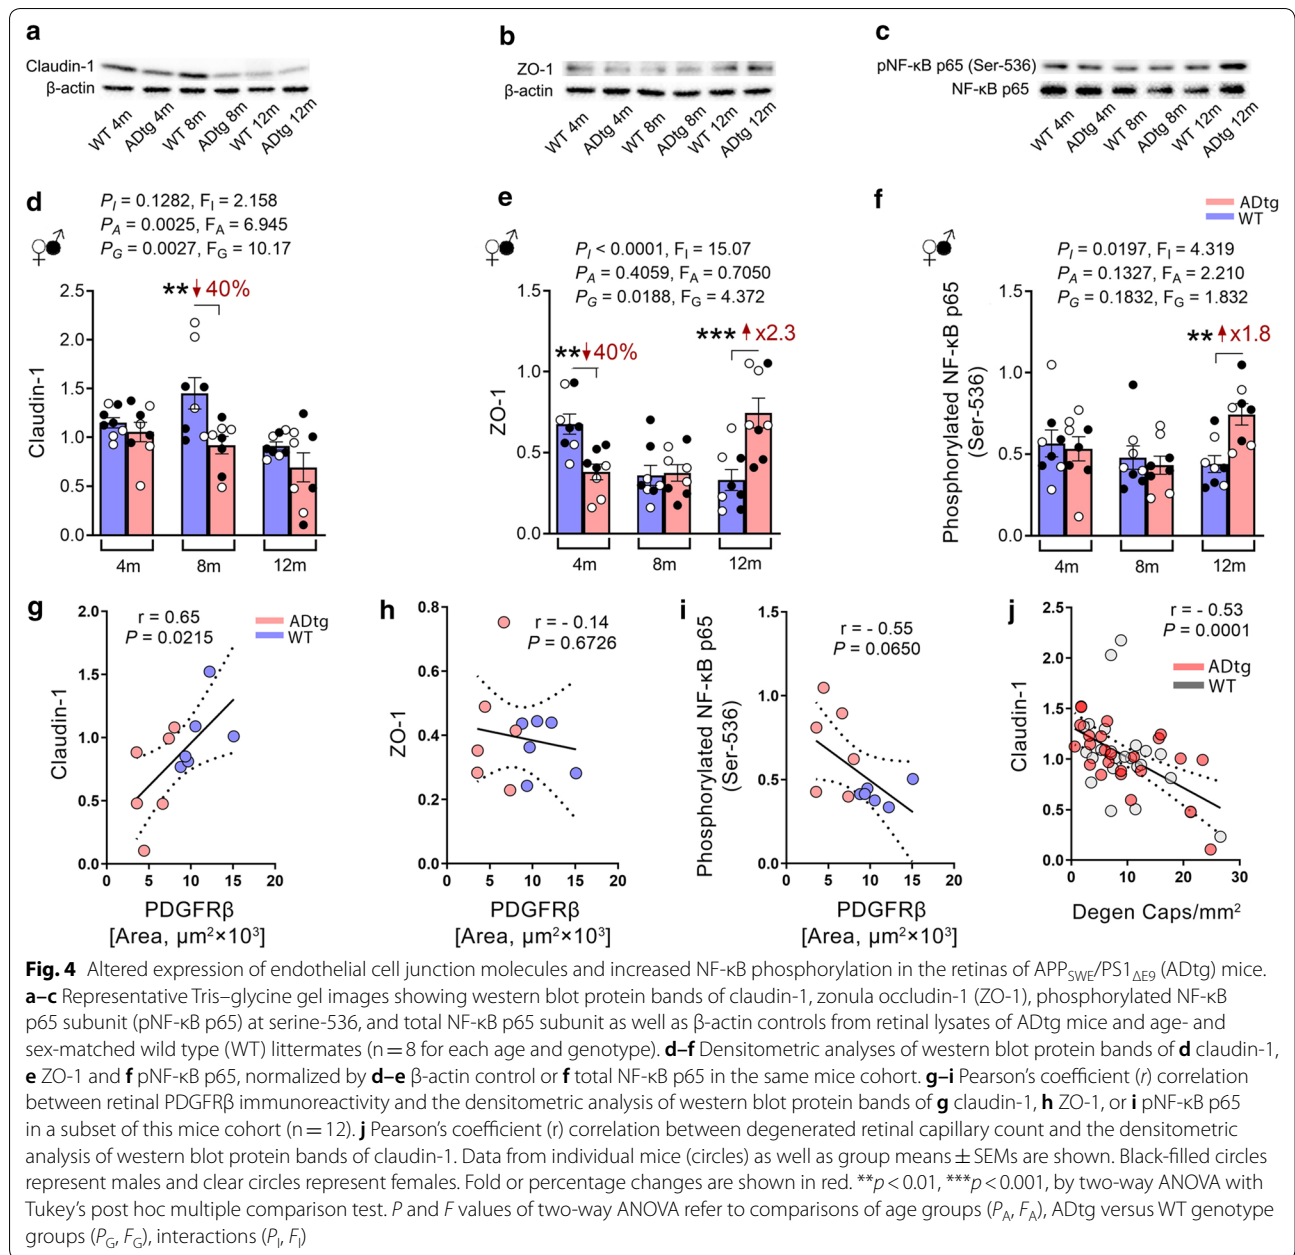 a
Claudin-1
β-actin
WT 4m
ADtg 4m
WT 8m
ADtg 8m
WT 12m
ADtg 12m
b
ZO-1
β-actin
WT 4m
ADtg 4m
WT 8m
ADtg 8m
WT 12m
ADtg 12m
c
pNF-κB p65 (Ser-536)
NF-κB p65
WT 4m
ADtg 4m
WT 8m
ADtg 8m
WT 12m
ADtg 12m
d
P_I = 0.1282, F_I = 2.158
P_A = 0.0025, F_A = 6.945
P_G = 0.0027, F_G = 10.17
♀♂
Claudin-1
2.5
2.0
1.5
1.0
0.5
0.0
** ↓ 40%
4m
8m
12m
e
♀♂
P_I < 0.0001, F_I = 15.07
P_A = 0.4059, F_A = 0.7050
P_G = 0.0188, F_G = 4.372
ZO-1
1.5
1.0
0.5
0.0
** ↓ 40%
*** ↑ x2.3
4m
8m
12m
f
ADtg
WT
♀♂
P_I = 0.0197, F_I = 4.319
P_A = 0.1327, F_A = 2.210
P_G = 0.1832, F_G = 1.832
Phosphorylated NF-κB p65
(Ser-536)
1.5
1.0
0.5
0.0
** ↑ x1.8
4m
8m
12m
g
r = 0.65
P = 0.0215
ADtg
WT
Claudin-1
2.0
1.5
1.0
0.5
0.0
0 5 10 15 20
PDGFRβ
[Area, μm²×10³]
h
r = - 0.14
P = 0.6726
ZO-1
0.8
0.6
0.4
0.2
0.0
0 5 10 15 20
PDGFRβ
[Area, μm²×10³]
i
r = - 0.55
P = 0.0650
Phosphorylated NF-κB p65
(Ser-536)
1.5
1.0
0.5
0.0
0 5 10 15 20
PDGFRβ
[Area, μm²×10³]
j
r = - 0.53
P = 0.0001
ADtg
WT
Claudin-1
2.5
2.0
1.5
1.0
0.5
0.0
0 10 20 30
Degen Caps/mm²
Fig. 4 Altered expression of endothelial cell junction molecules and increased NF-κB phosphorylation in the retinas of APP_SWE/PS1_ΔE9 (ADtg) mice.
a–c Representative Tris–glycine gel images showing western blot protein bands of claudin-1, zonula occludin-1 (ZO-1), phosphorylated NF-κB
p65 subunit (pNF-κB p65) at serine-536, and total NF-κB p65 subunit as well as β-actin controls from retinal lysates of ADtg mice and age- and
sex-matched wild type (WT) littermates (n = 8 for each age and genotype). d–f Densitometric analyses of western blot protein bands of d claudin-1,
e ZO-1 and f pNF-κB p65, normalized by d–e β-actin control or f total NF-κB p65 in the same mice cohort. g–i Pearson's coefficient (r) correlation
between retinal PDGFRβ immunoreactivity and the densitometric analysis of western blot protein bands of g claudin-1, h ZO-1, or i pNF-κB p65
in a subset of this mice cohort (n = 12). j Pearson's coefficient (r) correlation between degenerated retinal capillary count and the densitometric
analysis of western blot protein bands of claudin-1. Data from individual mice (circles) as well as group means ± SEMs are shown. Black-filled circles
represent males and clear circles represent females. Fold or percentage changes are shown in red. **p < 0.01, ***p < 0.001, by two-way ANOVA with
Tukey's post hoc multiple comparison test. P and F values of two-way ANOVA refer to comparisons of age groups (P_A, F_A), ADtg versus WT genotype
groups (P_G, F_G), interactions (P_I, F_I)